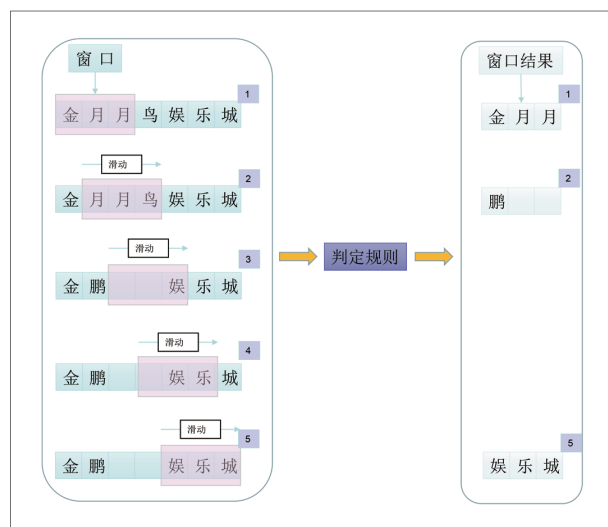 窗口
1
金月月鸟娱乐城
滑动
2
金月月鸟娱乐城
滑动
3
金鹏 娱乐城
滑动
4
金鹏 娱乐城
滑动
5
金鹏 娱乐城
判定规则
窗口结果
1
金月月
2
鹏
5
娱乐城